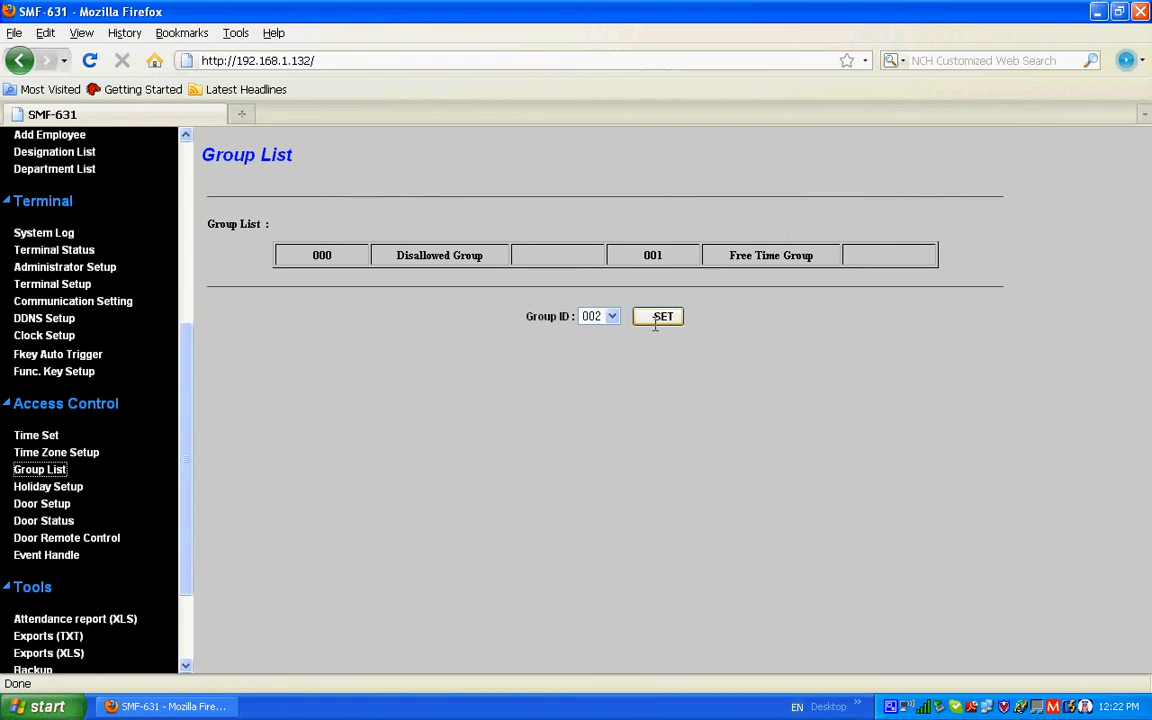 SMF-631 - Mozilla Firefox
File Edit View History Bookmarks Tools Help
http://192.168.1.132/
NCH Customized Web Search
Most Visited Getting Started Latest Headlines
SMF-631
Add Employee
Designation List
Department List
Terminal
System Log
Terminal Status
Administrator Setup
Terminal Setup
Communication Setting
DDNS Setup
Clock Setup
Fkey Auto Trigger
Func. Key Setup
Access Control
Time Set
Time Zone Setup
Group List
Holiday Setup
Door Setup
Door Status
Door Remote Control
Event Handle
Tools
Attendance report (XLS)
Exports (TXT)
Exports (XLS)
Backup
Group List
Group List :
000 Disallowed Group 001 Free Time Group
Group ID : 002 SET
Done
start SMF-631 - Mozilla Firefo... EN Desktop » 12:22 PM